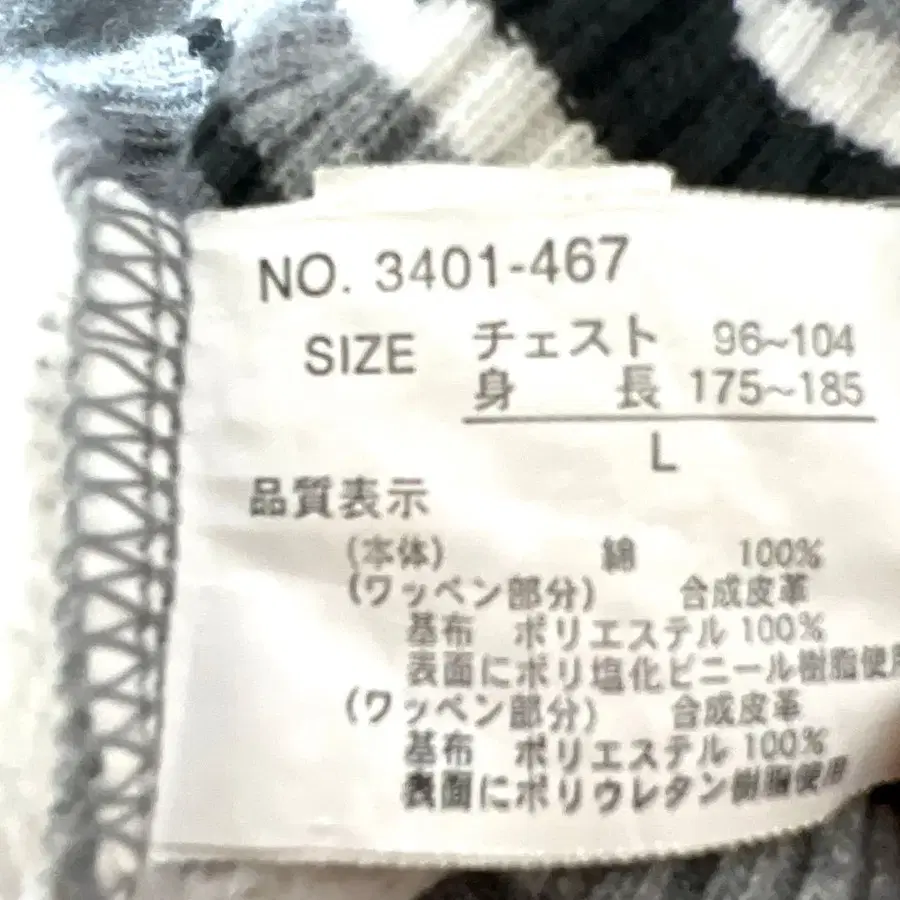 NO. 3401-467
SIZE チェスト 96~104
身長 175~185
L
品質表示
(本体) 綿 100%
(ワッペン部分) 合成皮革
基布 ポリエステル 100%
表面にポリ塩化ビニール樹脂使用
(ワッペン部分) 合成皮革
基布 ポリエステル 100%
表面にポリウレタン樹脂使用